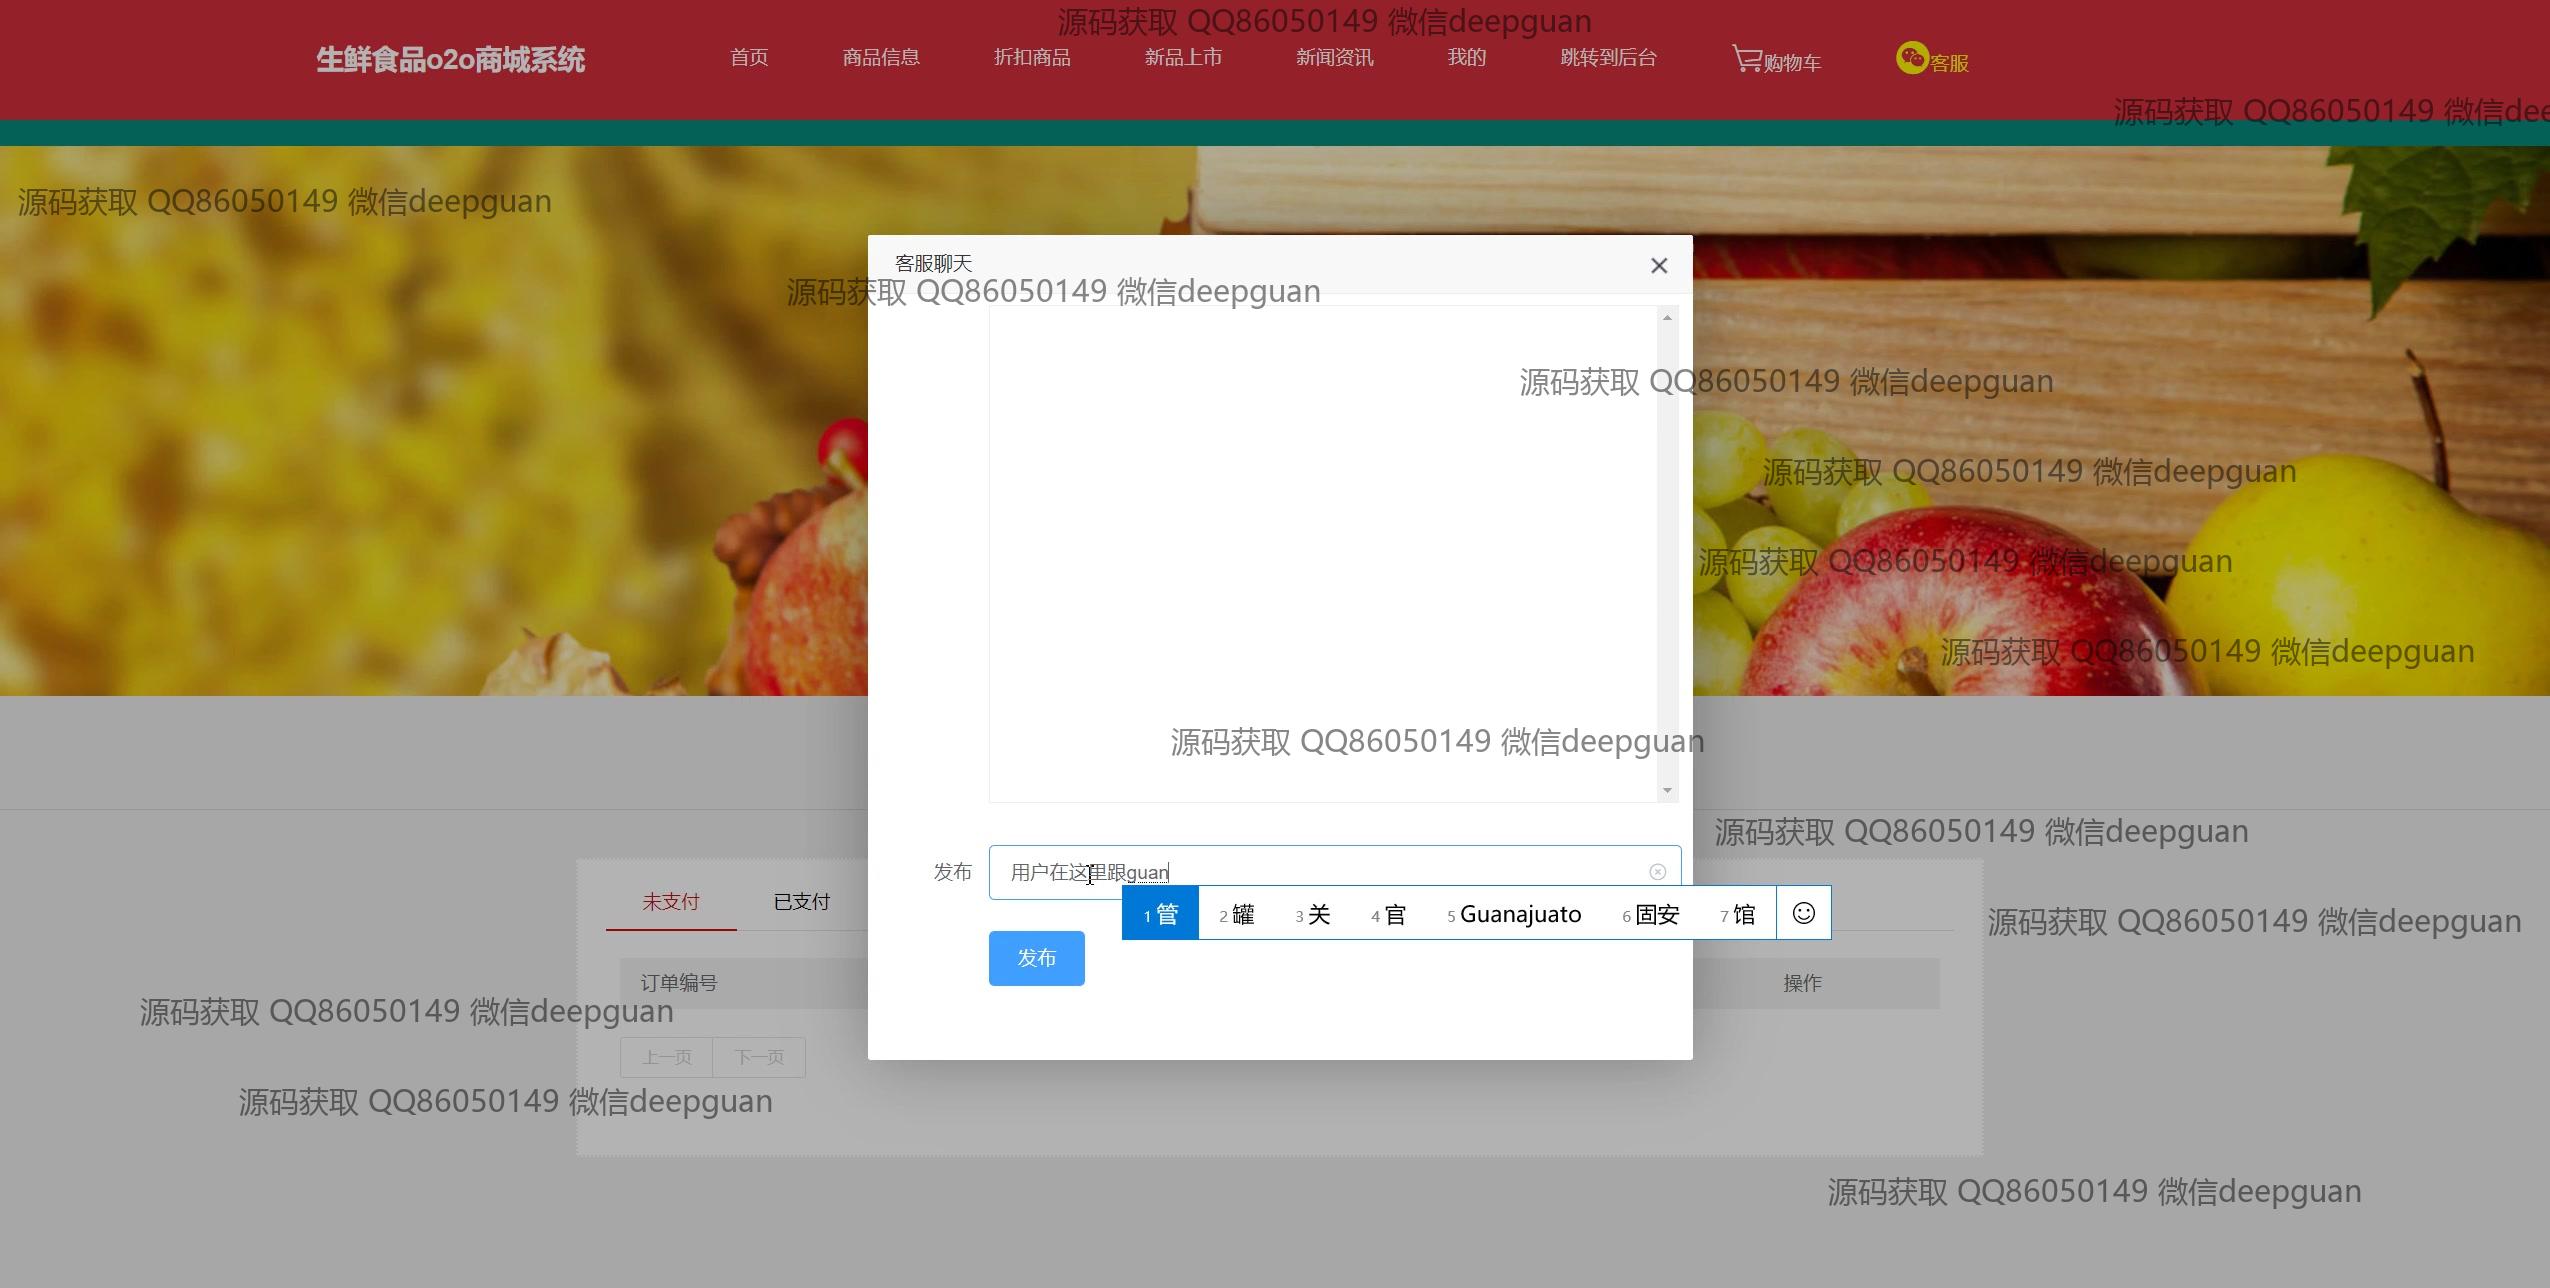 源码获取 QQ86050149 微信deepguan
生鲜食品o2o商城系统 首页 商品信息 折扣商品 新品上市 新闻资讯 我的 跳转到后台 购物车 客服
源码获取 QQ86050149 微信dee
源码获取 QQ86050149 微信deepguan
客服聊天
源码获取 QQ86050149 微信deepguan
源码获取 QQ86050149 微信deepguan
源码获取 QQ86050149 微信deepguan
源码获取 QQ86050149 微信deepguan
源码获取 QQ86050149 微信deepguan
源码获取 QQ86050149 微信deepguan
源码获取 QQ86050149 微信deepguan
发布 用户在这里跟guan
未支付 已支付
1 管 2 罐 3 关 4 官 5 Guanajuato 6 固安 7 馆
源码获取 QQ86050149 微信deepguan
发布
订单编号 操作
源码获取 QQ86050149 微信deepguan
上一页 下一页
源码获取 QQ86050149 微信deepguan
源码获取 QQ86050149 微信deepguan